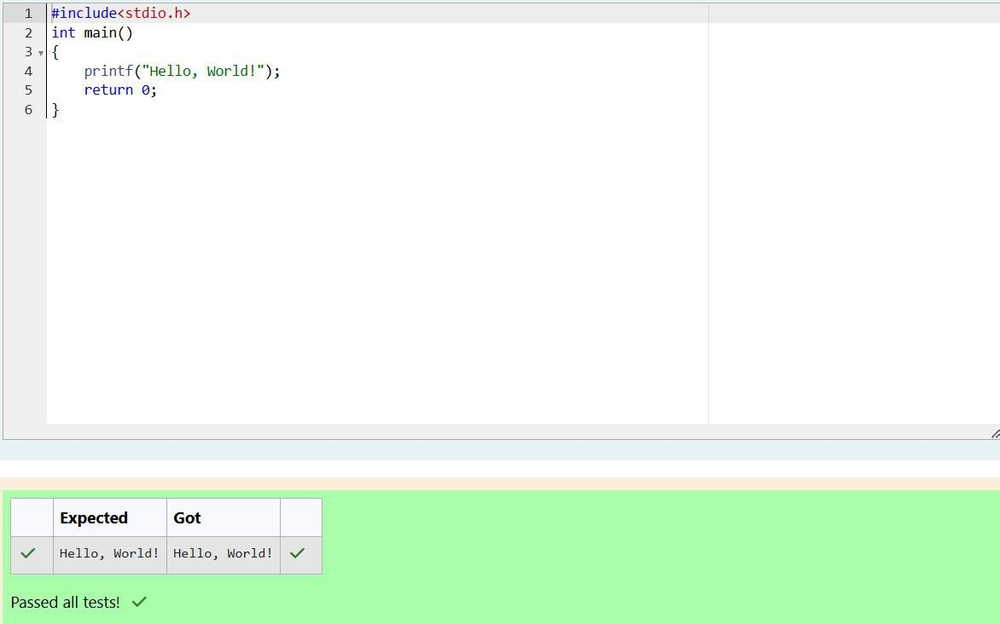 1 #include<stdio.h>
2 int main()
3 {
4     printf("Hello, World!");
5     return 0;
6 }
Expected Got
Hello, World! Hello, World!
Passed all tests!